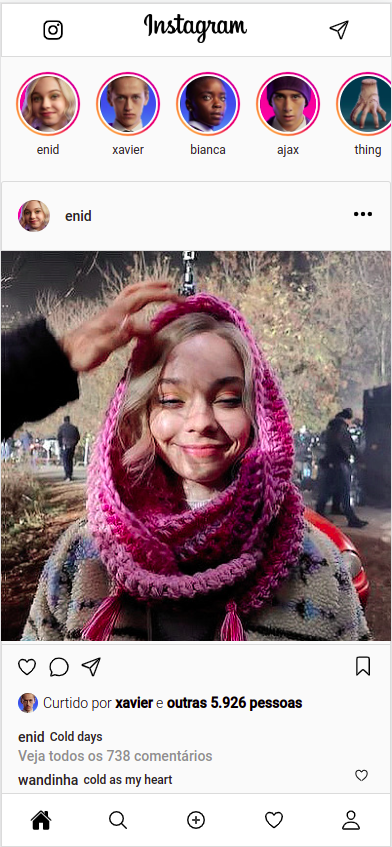 Instagram
enid xavier bianca ajax thing
enid
Curtido por xavier e outras 5.926 pessoas
enid Cold days
Veja todos os 738 comentários
wandinha cold as my heart